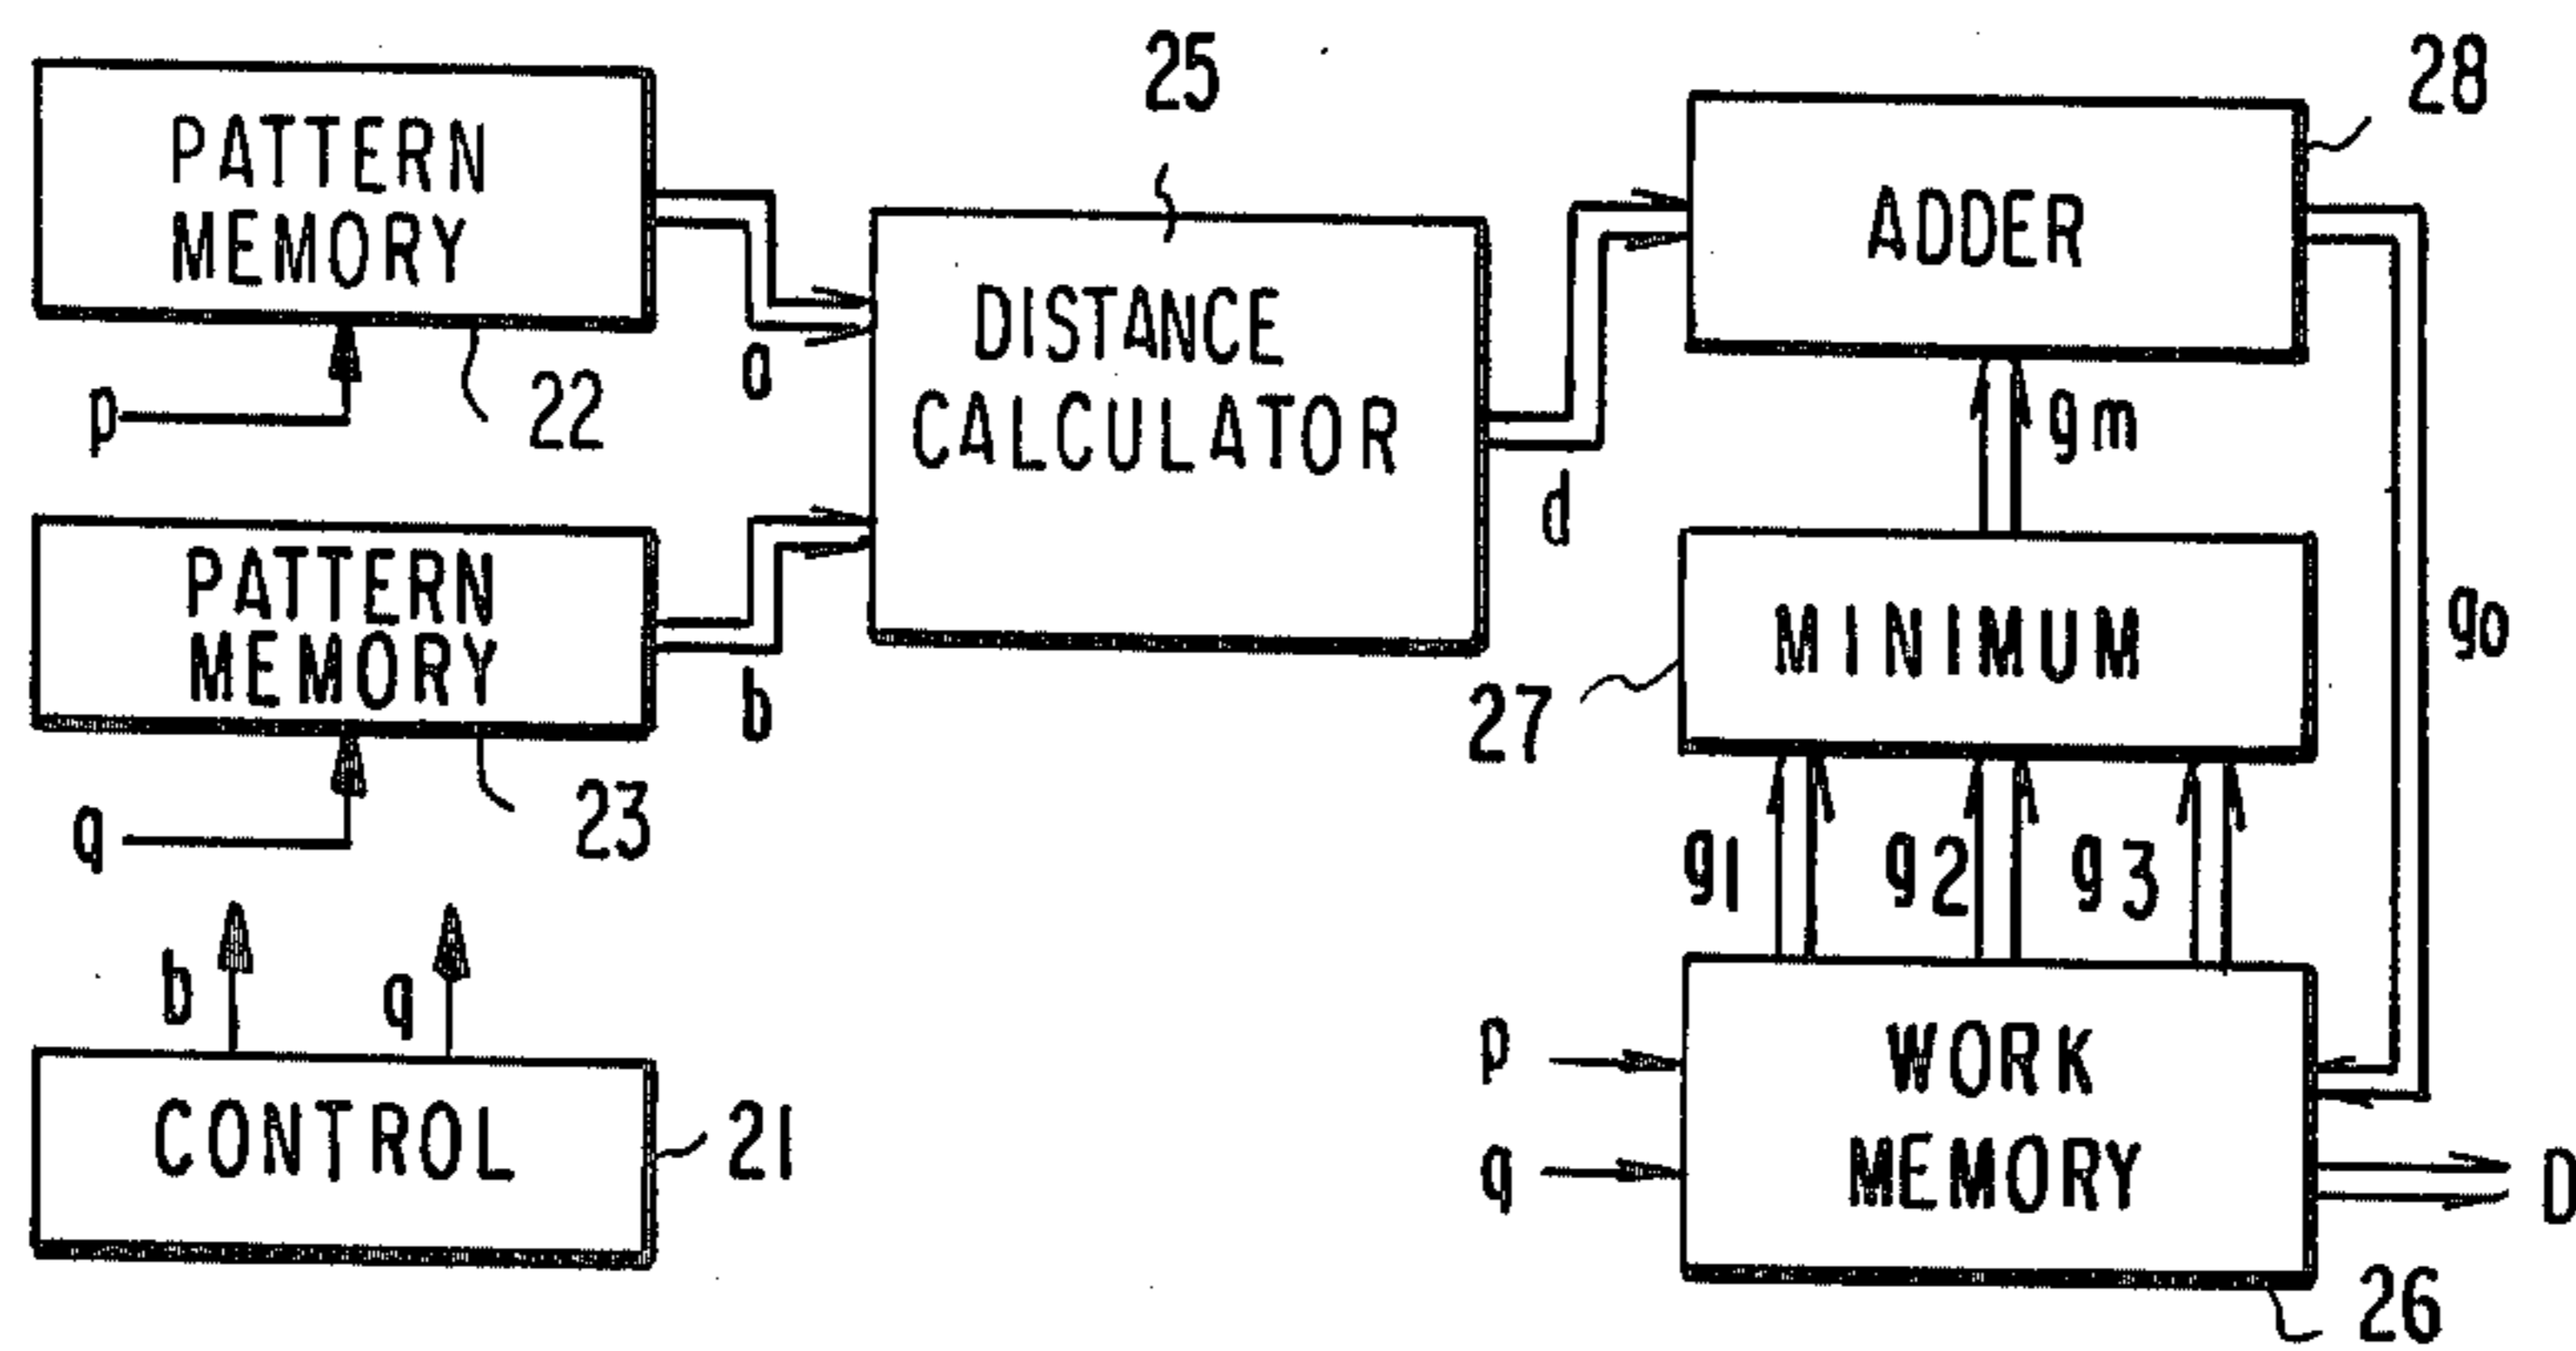 25
28
PATTERN
MEMORY
ADDER
DISTANCE
CALCULATOR
a
p
22
gm
d
PATTERN
MEMORY
MINIMUM
go
27
b
q
23
g1
g2
g3
b
q
p
WORK
MEMORY
CONTROL
21
q
D
26